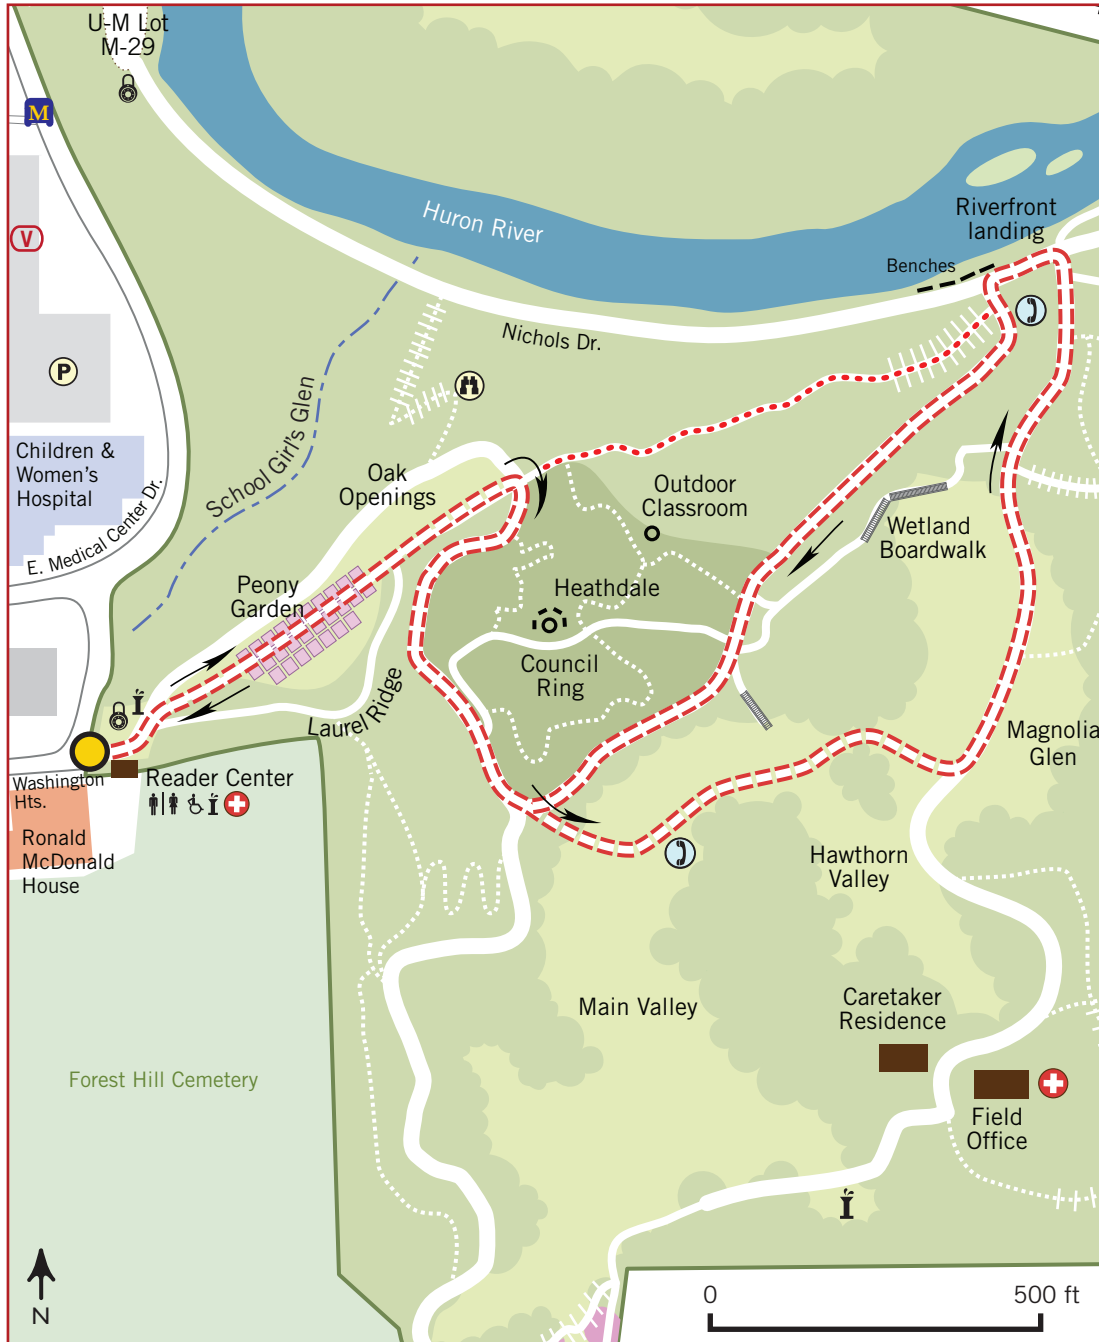 U-M Lot
M-29
M
V
Huron River
Riverfront
landing
Benches
Nichols Dr.
P
School Girl's Glen
Children &
Women's
Hospital
E. Medical Center Dr.
Oak
Openings
Outdoor
Classroom
Wetland
Boardwalk
Peony
Garden
Heathdale
Council
Ring
Laurel Ridge
Magnolia
Glen
Washington
Hts.
Reader Center
Ronald
McDonald
House
Hawthorn
Valley
Main Valley
Caretaker
Residence
Forest Hill Cemetery
Field
Office
N
0 500 ft